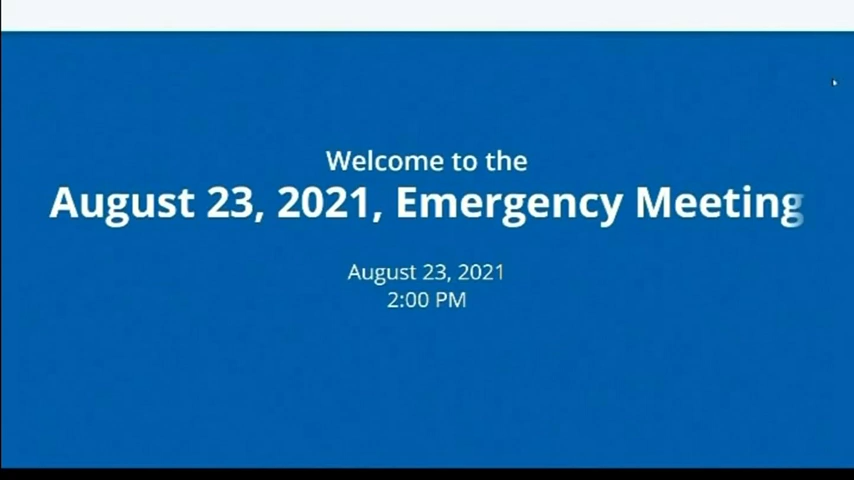 Welcome to the
August 23, 2021, Emergency Meeting
August 23, 2021
2:00 PM